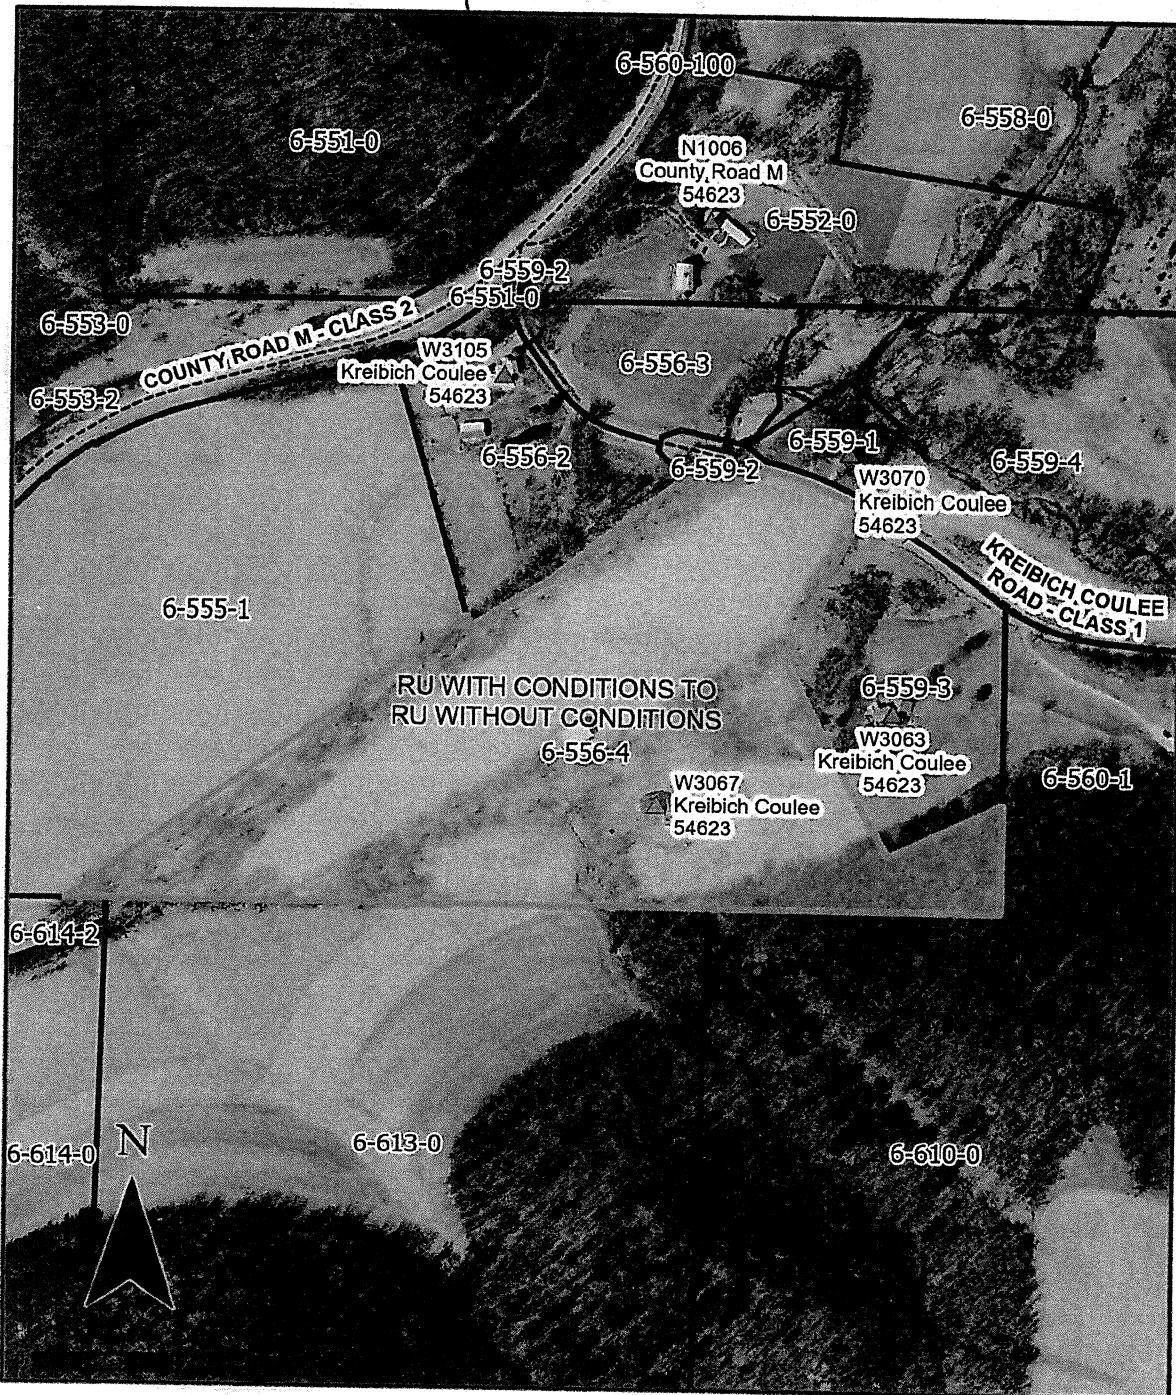 6-560-100
6-558-0
6-551-0
N1006
County Road M
54623
6-552-0
6-559-2
6-551-0
6-553-0
COUNTY ROAD M - CLASS 2
W3105
Kreibich Coulee
54623
6-556-3
6-553-2
6-556-2
6-559-2
6-559-1
6-559-4
W3070
Kreibich Coulee
54623
KREIBICH COULEE
ROAD - CLASS 1
6-555-1
RU WITH CONDITIONS TO
RU WITHOUT CONDITIONS
6-556-4
6-559-3
W3063
Kreibich Coulee
54623
W3067
Kreibich Coulee
54623
6-560-1
6-614-2
6-614-0
N
6-613-0
6-610-0